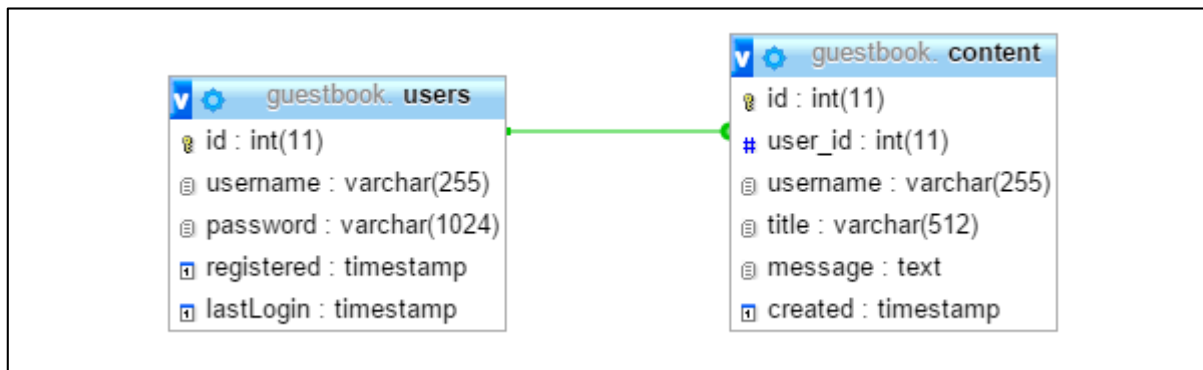 guestbook. users
id : int(11)
username : varchar(255)
password : varchar(1024)
registered : timestamp
lastLogin : timestamp
guestbook. content
id : int(11)
# user_id : int(11)
username : varchar(255)
title : varchar(512)
message : text
created : timestamp